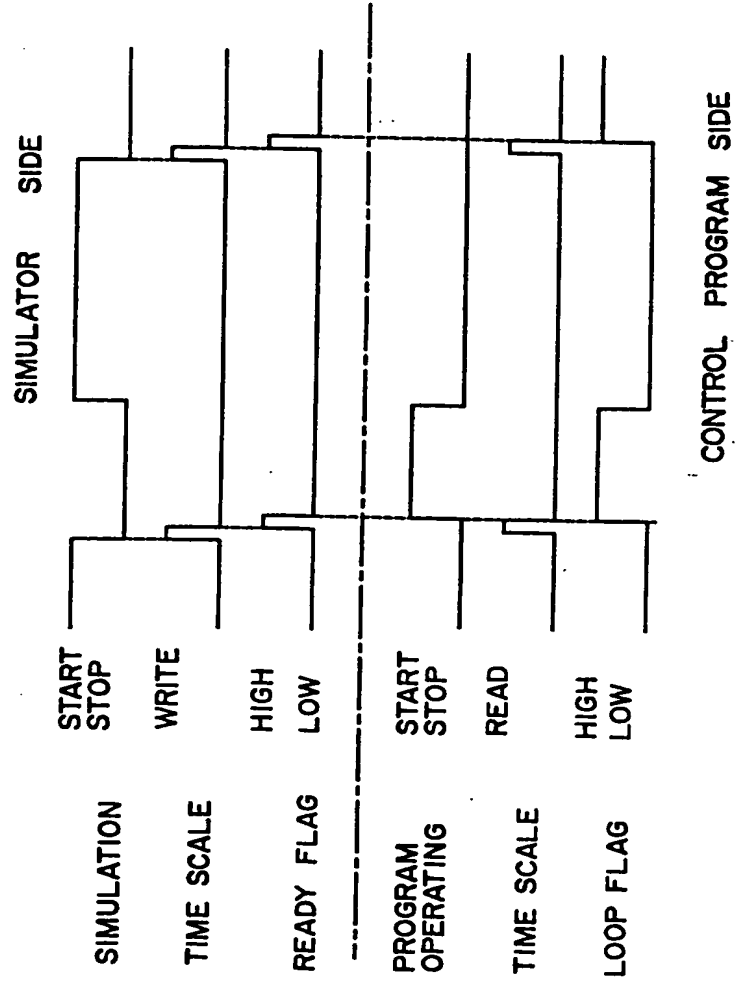 SIMULATOR SIDE
SIMULATION
START
STOP
TIME SCALE
WRITE
READY FLAG
HIGH
LOW
PROGRAM
OPERATING
START
STOP
TIME SCALE
READ
LOOP FLAG
HIGH
LOW
CONTROL PROGRAM SIDE